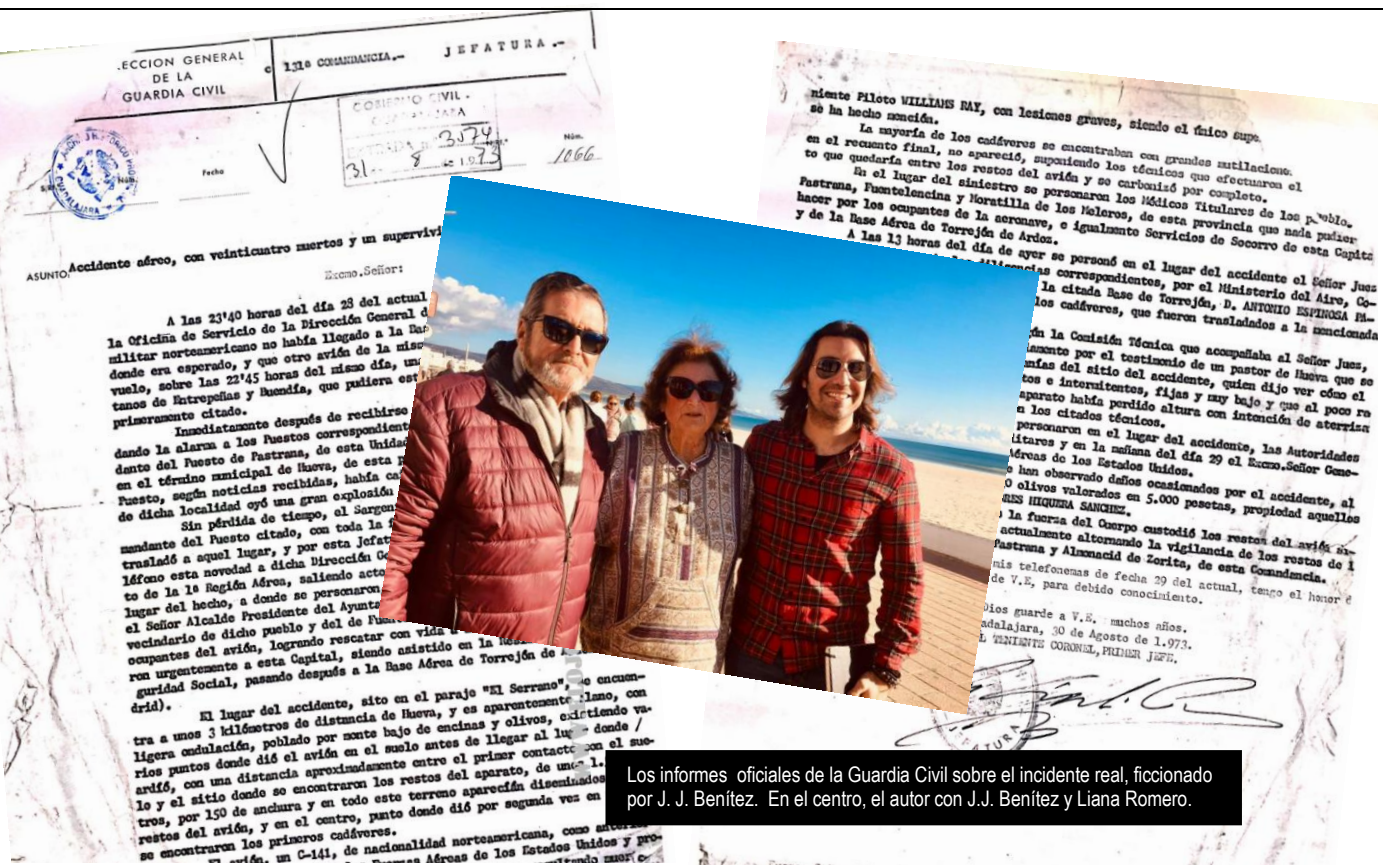 .ECCION GENERAL
DE LA
GUARDIA CIVIL
131ª COMANDANCIA.- JEFATURA.-
GOBIERNO CIVIL
GUADALAJARA
ENTRADA n.º 3574
31. 8 de 1.973
Fecha
Núm.
1066
ASUNTO: Accidente aéreo, con veinticuatro muertos y un supervivi
Excmo.Señor:
A las 23'40 horas del día 28 del actual
la Oficina de Servicio de la Dirección General d
militar norteamericano no había llegado a la Bas
donde era esperado, y que otro avión de la mism
vuelo, sobre las 22'45 horas del mismo día, una
tanos de Entrepeñas y Buendía, que pudiera est
primeramente citado.
Inmediatamente después de recibirse
dando la alarma a los Puestos correspondient
dante del Puesto de Pastrana, de esta Unidad
en el término municipal de Hueva, de esta p
Puesto, según noticias recibidas, había ca
de dicha localidad oyó una gran explosión
Sin pérdida de tiempo, el Sargen
mandante del Puesto citado, con toda la f
trasladó a aquel lugar, y por esta Jefat
léfono esta novedad a dicha Dirección Ge
to de la 1ª Región Aérea, saliendo acto
lugar del hecho, a donde se personaron
el Señor Alcalde Presidente del Ayunta
vecindario de dicho pueblo y del de Fue
ocupantes del avión, logrando rescatar con vida a
ron urgentemente a esta Capital, siendo asistido en la Res
guridad Social, pasando después a la Base Aérea de Torrejón de
drid).
El lugar del accidente, sito en el paraje "El Serrano", se encuen-
tra a unos 3 kilómetros de distancia de Hueva, y es aparentemente llano, con
ligera ondulación, poblado por monte bajo de encinas y olivos, existiendo va-
rios puntos donde dió el avión en el suelo antes de llegar al lugar donde /
ardió, con una distancia aproximadamente entre el primer contacto con el sue-
lo y el sitio donde se encontraron los restos del aparato, de unos 1.
tros, por 150 de anchura y en todo este terreno aparecían diseminados
restos del avión, y en el centro, punto donde dió por segunda vez en
se encontraron los primeros cadáveres.
El avión, un C-141, de nacionalidad norteamericana, como anter
Fuerzas Aéreas de los Estados Unidos y pro-
niente Piloto WILLIAMS RAY, con lesiones graves, siendo el único supe
se ha hecho mención.
La mayoría de los cadáveres se encontraban con grandes mutilacione
en el recuento final, no apareció, suponiendo los técnicos que efectuaron el
to que quedaría entre los restos del avión y se carbonizó por completo.
En el lugar del siniestro se personaron los Médicos Titulares de los pueblo
Pastrana, Fuentelencina y Moratilla de los Meleros, de esta provincia que nada pudier
hacer por los ocupantes de la aeronave, e igualmente Servicios de Socorro de esta Capita
y de la Base Aérea de Torrejón de Ardoz.
A las 13 horas del día de ayer se personó en el lugar del accidente el Señor Jues
diligencias correspondientes, por el Ministerio del Aire, Co-
la citada Base de Torrejón, D. ANTONIO ESPINOSA PA-
los cadáveres, que fueron trasladados a la mencionada
ún la Comisión Técnica que acompañaba al Señor Jues,
amente por el testimonio de un pastor de Hueva que se
anías del sitio del accidente, quien dijo ver cómo el
tos e intermitentes, fijas y muy bajo y que al poco ra
aparato había perdido altura con intención de aterriza
n los citados técnicos.
personaron en el lugar del accidente, las Autoridades
litares y en la mañana del día 29 el Excmo.Señor Gene-
Aéreas de los Estados Unidos.
e han observado daños ocasionados por el accidente, al
0 olivos valorados en 5.000 pesetas, propiedad aquellos
RES HIGUERA SANCHEZ.
la fuerza del Cuerpo custodió los restos del avión si-
actualmente alternando la vigilancia de los restos de l
Pastrana y Almonacid de Zorita, de esta Comandancia.
mis telefonemas de fecha 29 del actual, tengo el honor d
de V.E, para debido conocimiento.
Dios guarde a V.E. muchos años.
adalajara, 30 de Agosto de 1.973.
L TENIENTE CORONEL, PRIMER JEFE.
JEFATURA
Los informes oficiales de la Guardia Civil sobre el incidente real, ficcionado
por J. J. Benítez. En el centro, el autor con J.J. Benítez y Liana Romero.